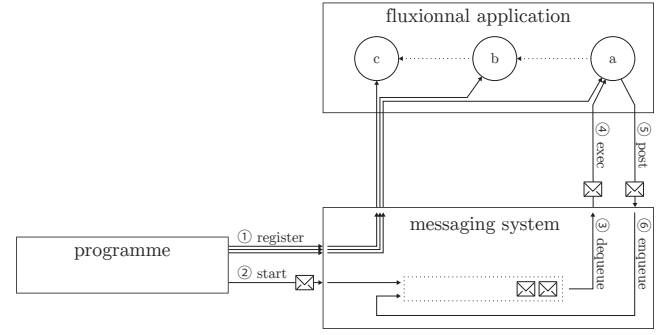 fluxionnal application
c
b
a
④ exec
⑤ post
messaging system
① register
programme
② start
③ dequeue
⑥ enqueue